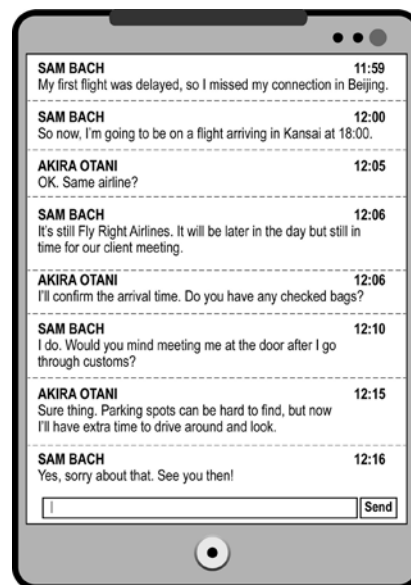 SAM BACH 11:59
My first flight was delayed, so I missed my connection in Beijing.
SAM BACH 12:00
So now, I'm going to be on a flight arriving in Kansai at 18:00.
AKIRA OTANI 12:05
OK. Same airline?
SAM BACH 12:06
It's still Fly Right Airlines. It will be later in the day but still in
time for our client meeting.
AKIRA OTANI 12:06
I'll confirm the arrival time. Do you have any checked bags?
SAM BACH 12:10
I do. Would you mind meeting me at the door after I go
through customs?
AKIRA OTANI 12:15
Sure thing. Parking spots can be hard to find, but now
I'll have extra time to drive around and look.
SAM BACH 12:16
Yes, sorry about that. See you then!
Send